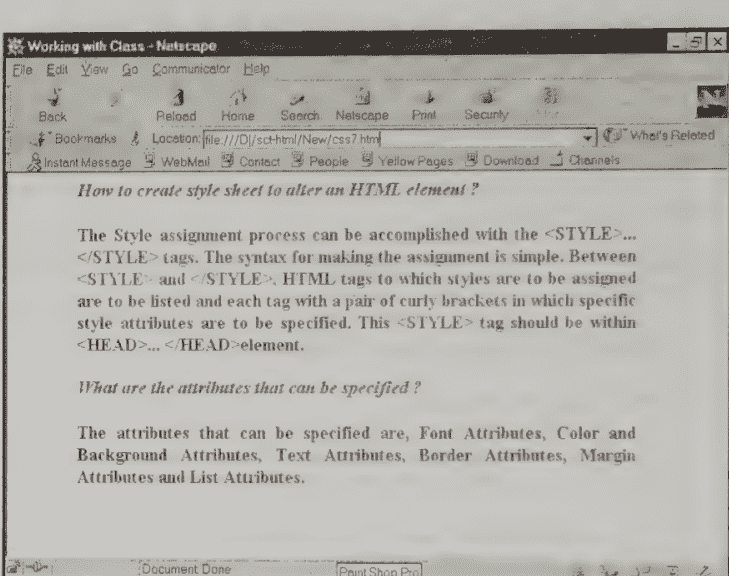 Working with Class - Netscape
File Edit View Go Communicator Help
Back Reload Home Search Netscape Print Security
Bookmarks Location: file:///D|/sct-html/New/css7.htm What's Related
Instant Message WebMail Contact People Yellow Pages Download Channels
How to create style sheet to alter an HTML element ?
The Style assignment process can be accomplished with the <STYLE>...
</STYLE> tags. The syntax for making the assignment is simple. Between
<STYLE> and </STYLE>, HTML tags to which styles are to be assigned
are to be listed and each tag with a pair of curly brackets in which specific
style attributes are to be specified. This <STYLE> tag should be within
<HEAD>... </HEAD>element.
What are the attributes that can be specified ?
The attributes that can be specified are, Font Attributes, Color and
Background Attributes, Text Attributes, Border Attributes, Margin
Attributes and List Attributes.
Document Done
Paint Shop Pro